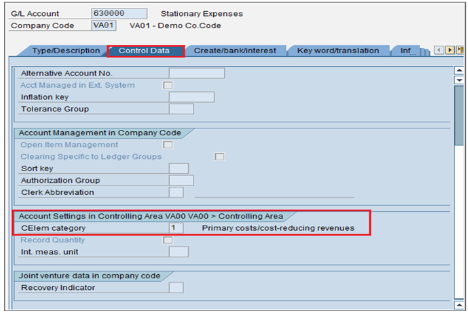 G/L Account 630000 Stationary Expenses
Company Code VA01 VA01 - Demo Co.Code
Type/Description Control Data Create/bank/interest Key word/translation Inf...
Alternative Account No.
Acct Managed in Ext. System
Inflation key
Tolerance Group
Account Management in Company Code
Open Item Management
Clearing Specific to Ledger Groups
Sort key
Authorization Group
Clerk Abbreviation
Account Settings in Controlling Area VA00 VA00 > Controlling Area
CElem category 1 Primary costs/cost-reducing revenues
Record Quantity
Int. meas. unit
Joint venture data in company code
Recovery Indicator